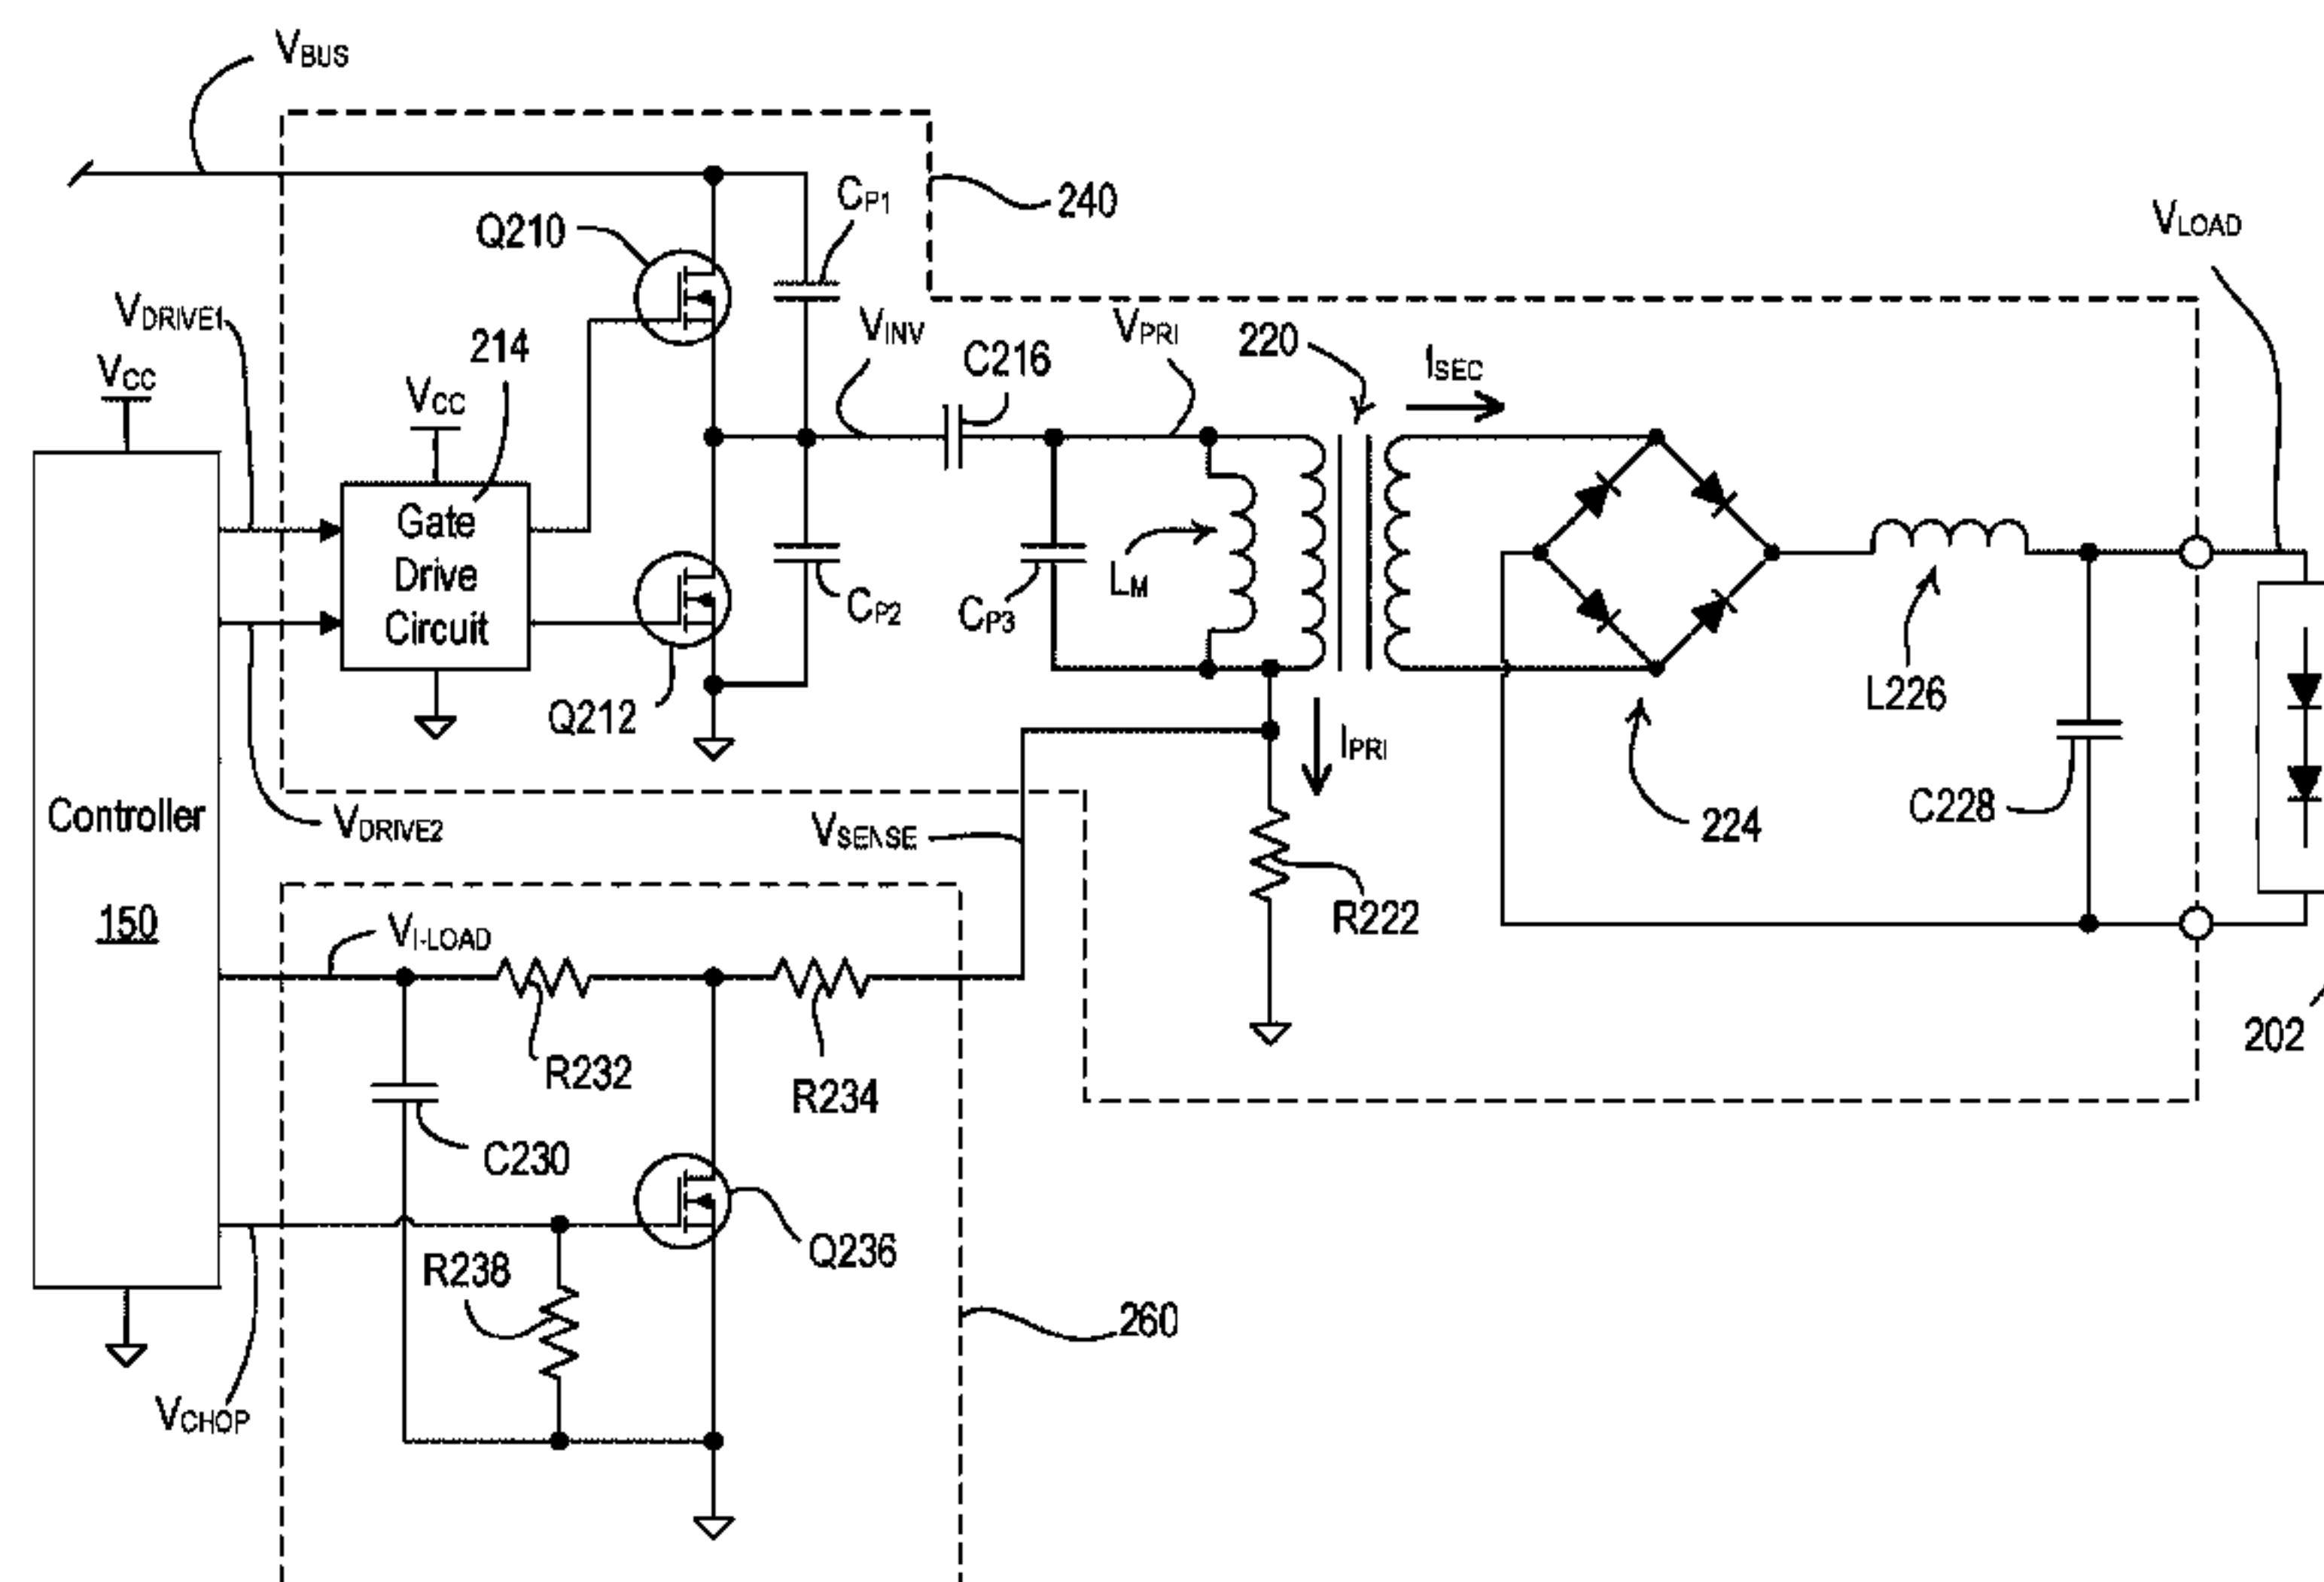 VBUS
240
CP1
Q210
VLOAD
VDRIVE1
214
VINV
VPRI
220
ISEC
C216
VCC
VCC
Gate
Drive
Circuit
LM
CP2
CP3
Q212
L226
IPRI
Controller
150
VDRIVE2
VSENSE
C228
224
R222
VI-LOAD
R232
R234
202
C230
Q236
R238
260
VCHOP